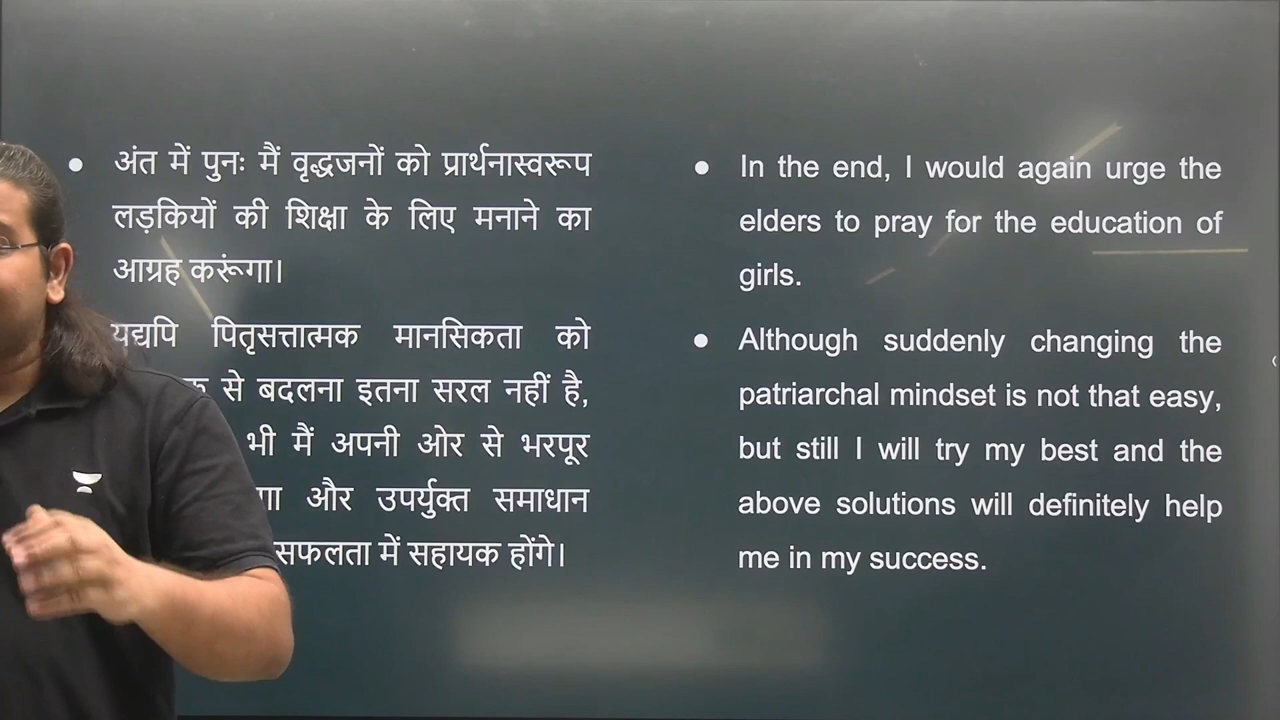 अंत में पुनः मैं वृद्धजनों को प्रार्थनास्वरूप
लड़कियों की शिक्षा के लिए मनाने का
आग्रह करूंगा।
यद्यपि पितृसत्तात्मक मानसिकता को
से बदलना इतना सरल नहीं है,
भी मैं अपनी ओर से भरपूर
और उपर्युक्त समाधान
सफलता में सहायक होंगे।
In the end, I would again urge the
elders to pray for the education of
girls.
Although suddenly changing the
patriarchal mindset is not that easy,
but still I will try my best and the
above solutions will definitely help
me in my success.